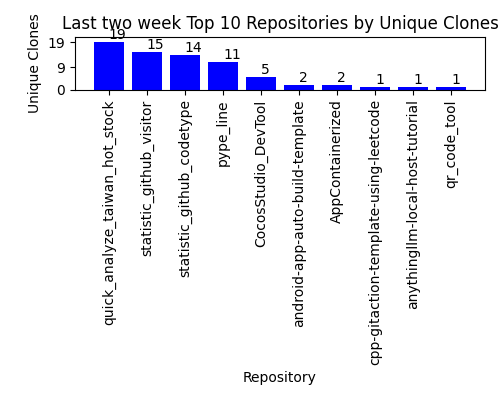 Last two week Top 10 Repositories by Unique Clones
Unique Clones
19
9
0
19
15
14
11
5
2
2
1
1
1
quick_analyze_taiwan_hot_stock
statistic_github_visitor
statistic_github_codetype
pype_line
CocosStudio_DevTool
android-app-auto-build-template
AppContainerized
cpp-gitaction-template-using-leetcode
anythingllm-local-host-tutorial
qr_code_tool
Repository